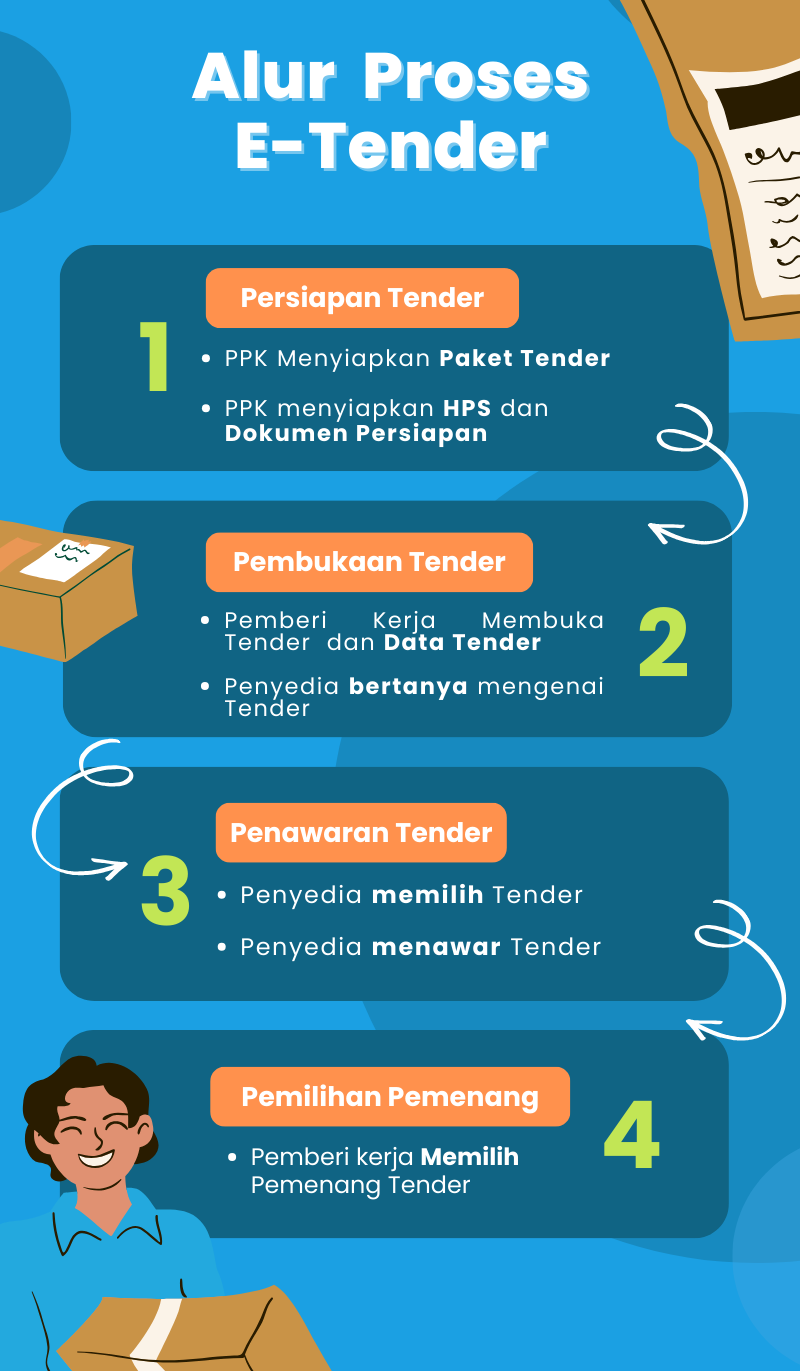 Alur Proses
E-Tender
1
Persiapan Tender
• PPK Menyiapkan Paket Tender
• PPK menyiapkan HPS dan
Dokumen Persiapan
Pembukaan Tender
• Pemberi Kerja Membuka
Tender dan Data Tender
• Penyedia bertanya mengenai
Tender
2
3
Penawaran Tender
• Penyedia memilih Tender
• Penyedia menawar Tender
Pemilihan Pemenang
• Pemberi kerja Memilih
Pemenang Tender
4